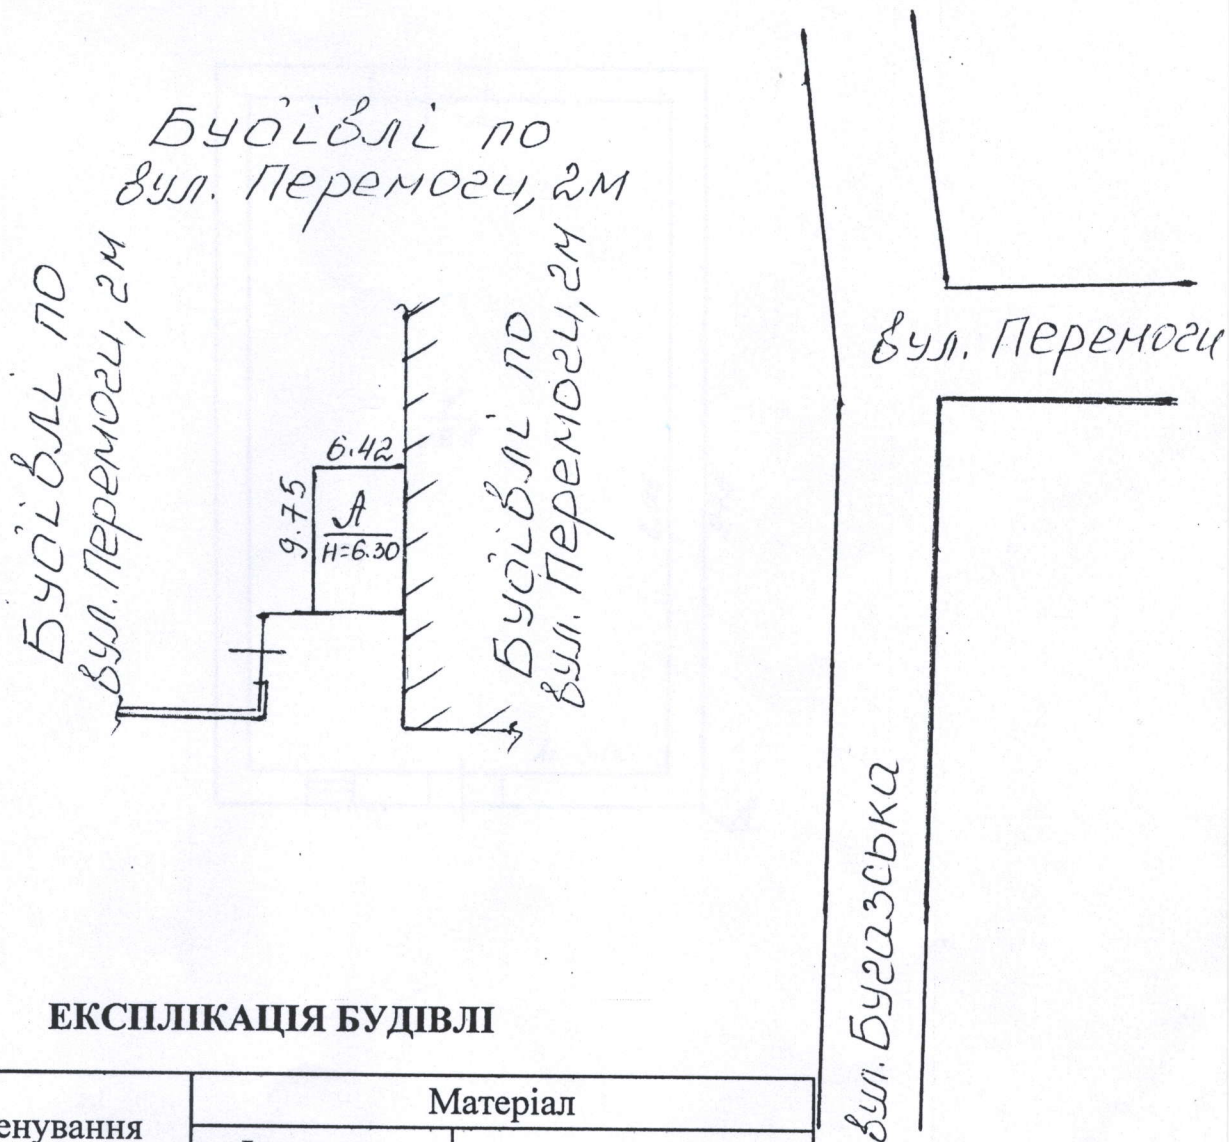 Будівлі по
вул. Перемоги, 2м
Будівлі по
вул. Перемоги, 2м
6.42
9.75
А
Н=6.30
Будівлі по
вул. Перемоги, 2м
вул. Перемоги
вул. Бугазська
ЕКСПЛІКАЦІЯ БУДІВЛІ
Матеріал
енування